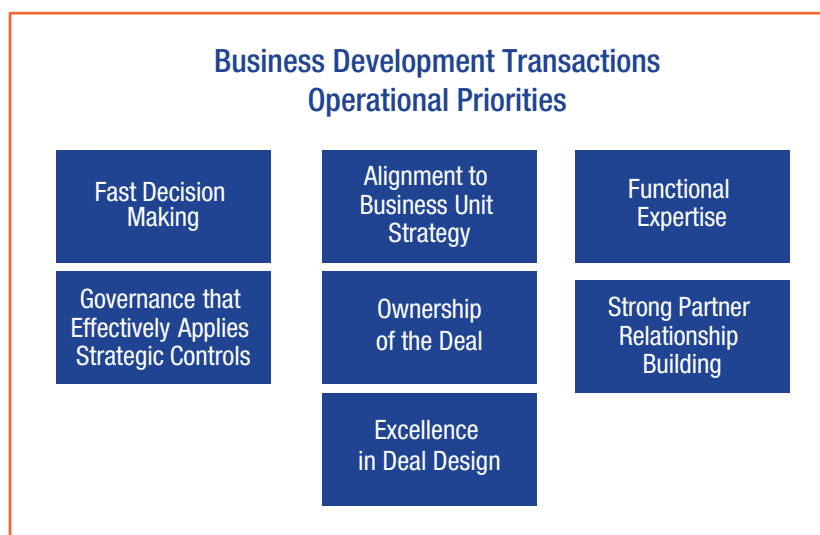 Business Development Transactions
Operational Priorities
Fast Decision
Making
Alignment to
Business Unit
Strategy
Functional
Expertise
Governance that
Effectively Applies
Strategic Controls
Ownership
of the Deal
Strong Partner
Relationship
Building
Excellence
in Deal Design